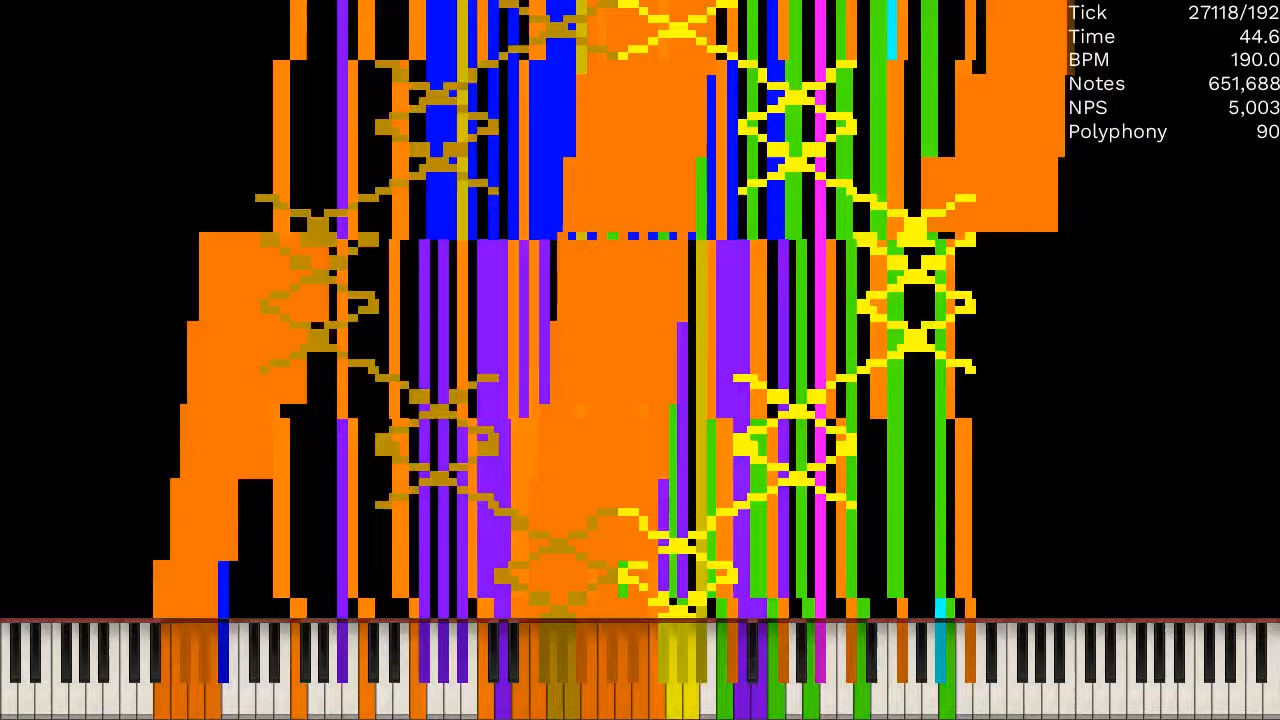 Tick 27118/192
Time 44.6
BPM 190.0
Notes 651,688
NPS 5,003
Polyphony 90